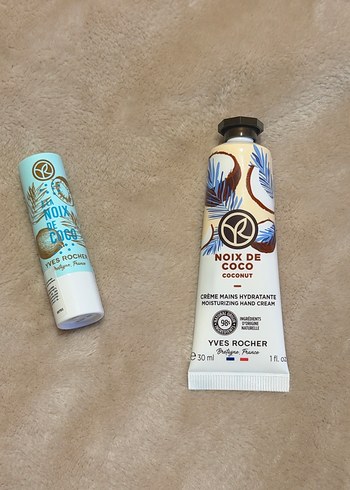 NOIX
DE
COCO
YVES ROCHER
Bretagne, France
NOIX DE
COCO
COCONUT
CRÈME MAINS HYDRATANTE
MOISTURIZING HAND CREAM
98%
INGRÉDIENTS
D'ORIGINE
NATURELLE
YVES ROCHER
Bretagne, France
℮ 30 ml 1 fl. oz